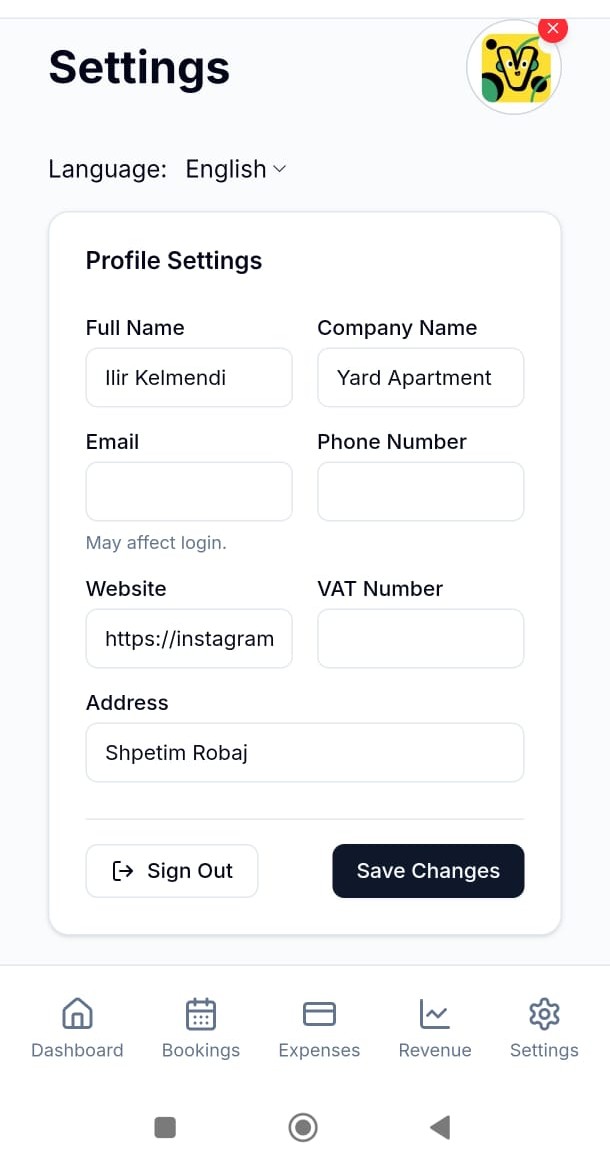 Settings
Language: English
Profile Settings
Full Name Company Name
Ilir Kelmendi Yard Apartment
Email Phone Number
May affect login.
Website VAT Number
https://instagram
Address
Shpetim Robaj
Sign Out Save Changes
Dashboard Bookings Expenses Revenue Settings